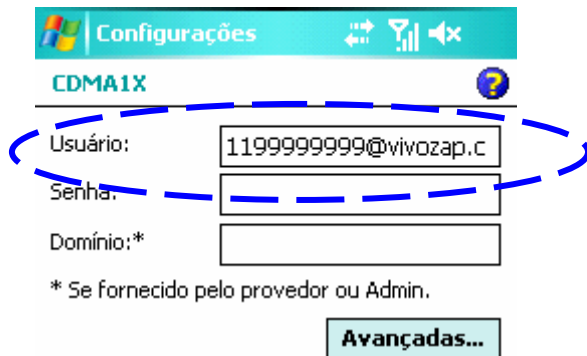 Configurações
CDMA1X
Usuário: 1199999999@vivozap.c
Senha:
Domínio:*
* Se fornecido pelo provedor ou Admin.
Avançadas...